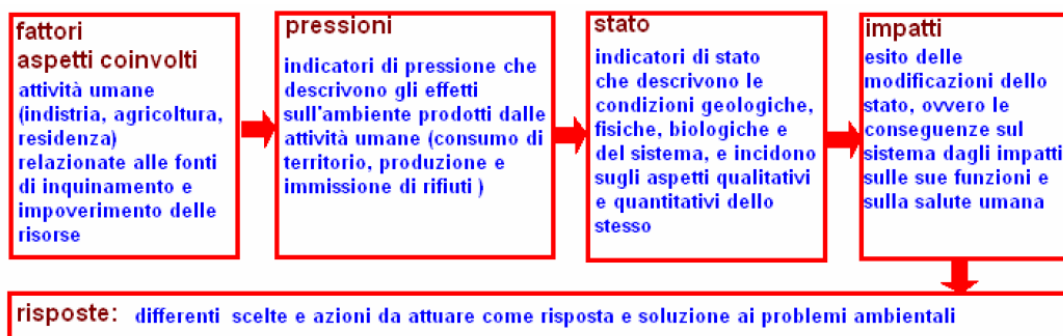 fattori
aspetti coinvolti
attività umane
(indistria, agricoltura,
residenza)
relazionate alle fonti
di inquinamento e
impoverimento delle
risorse
pressioni
indicatori di pressione che
descrivono gli effetti
sull'ambiente prodotti dalle
attività umane (consumo di
territorio, produzione e
immissione di rifiuti )
stato
indicatori di stato
che descrivono le
condizioni geologiche,
fisiche, biologiche e
del sistema, e incidono
sugli aspetti qualitativi
e quantitativi dello
stesso
impatti
esito delle
modificazioni dello
stato, ovvero le
conseguenze sul
sistema dagli impatti
sulle sue funzioni e
sulla salute umana
risposte: differenti scelte e azioni da attuare come risposta e soluzione ai problemi ambientali